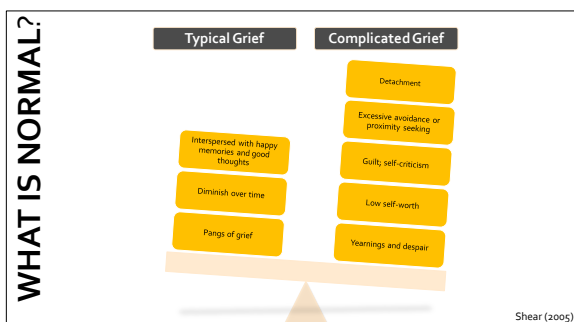 WHAT IS NORMAL?
Typical Grief
Complicated Grief
Interspersed with happy
memories and good
thoughts
Diminish over time
Pangs of grief
Detachment
Excessive avoidance or
proximity seeking
Guilt; self-criticism
Low self-worth
Yearnings and despair
Shear (2005)